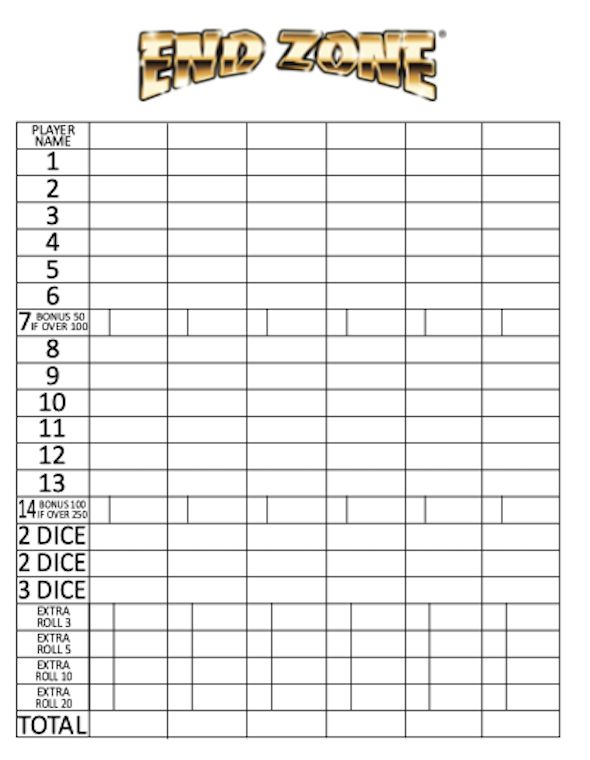 END ZONE®
PLAYER
NAME
1
2
3
4
5
6
7 BONUS 50
IF OVER 100
8
9
10
11
12
13
14 BONUS 100
IF OVER 250
2 DICE
2 DICE
3 DICE
EXTRA
ROLL 3
EXTRA
ROLL 5
EXTRA
ROLL 10
EXTRA
ROLL 20
TOTAL